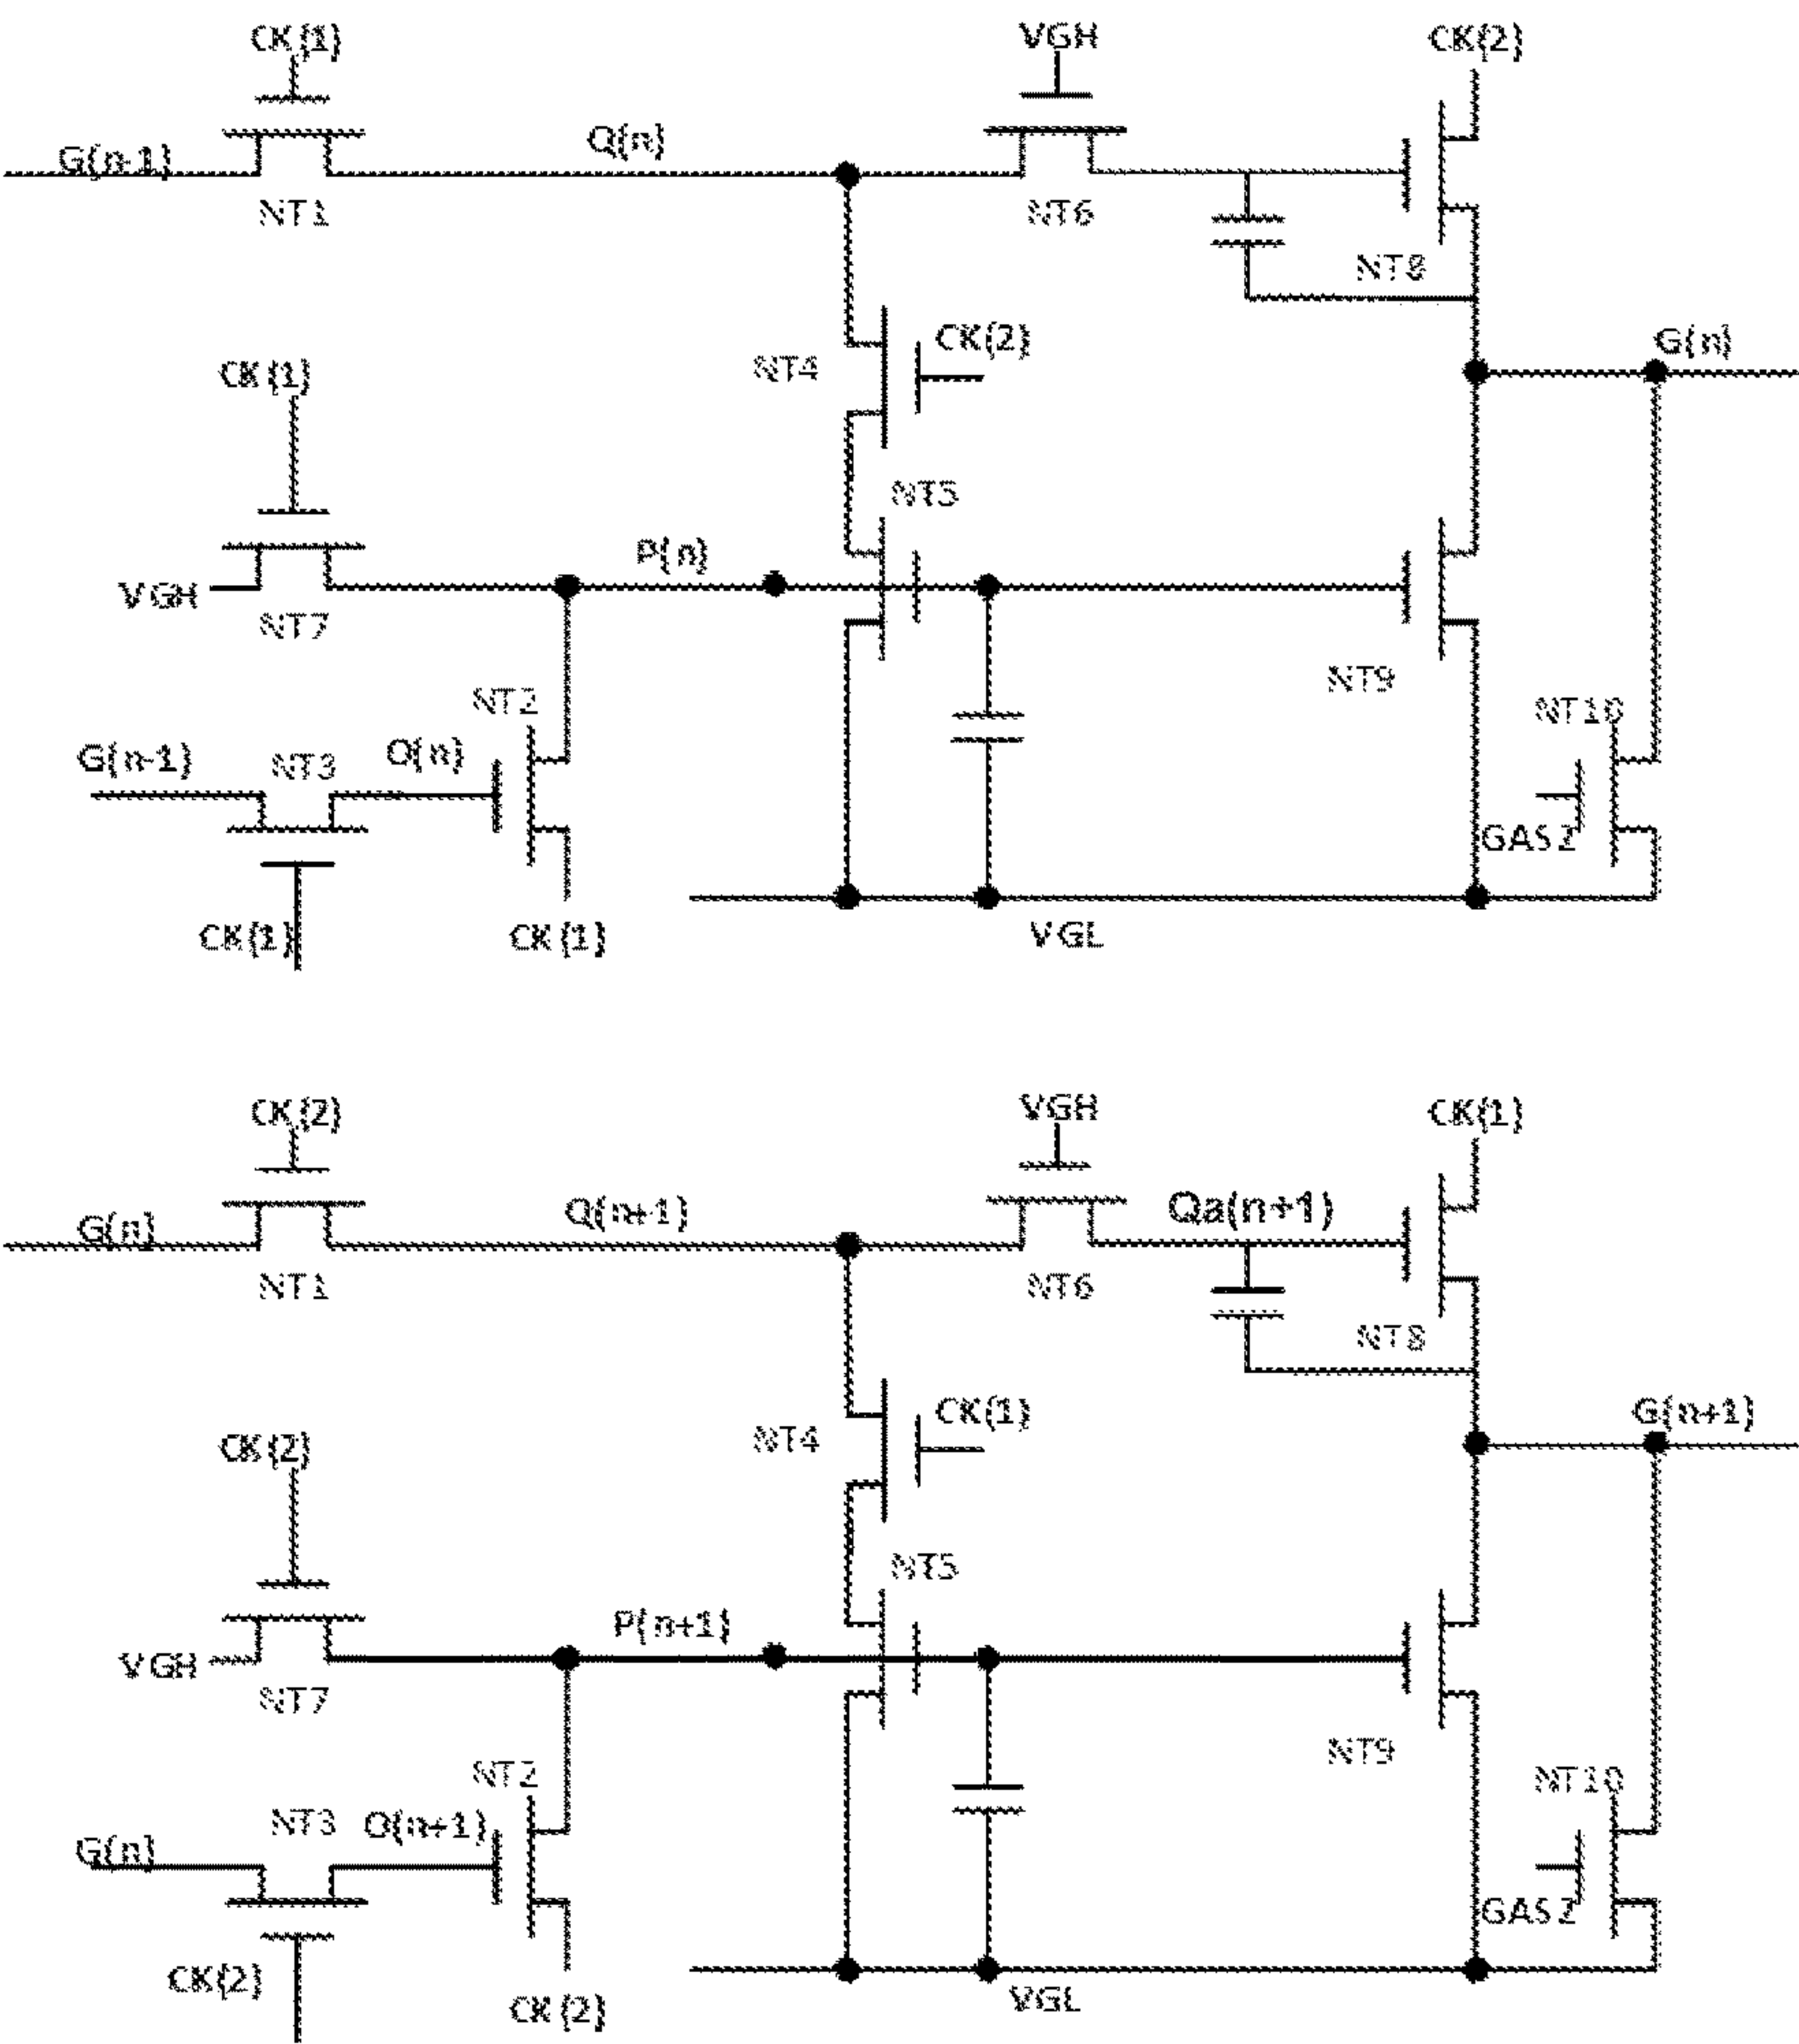 CK(1)
VGH
CK(2)
G(n-1)
Q(n)
NT1
NT6
NT8
CK(2)
NT4
G(n)
CK(1)
NT5
P(n)
VGH
NT7
NT9
NT2
NT10
G(n-1)
NT3
O(n)
GAS2
CK(1)
CK(1)
VGL
CK(2)
VGH
CK(1)
G(n)
Q(n+1)
Qa(n+1)
NT1
NT6
NT8
CK(1)
NT4
G(n+1)
CK(2)
NT5
P(n+1)
VGH
NT7
NT9
NT2
NT10
G(n)
NT3
O(n+1)
GAS2
CK(2)
CK(2)
VGL